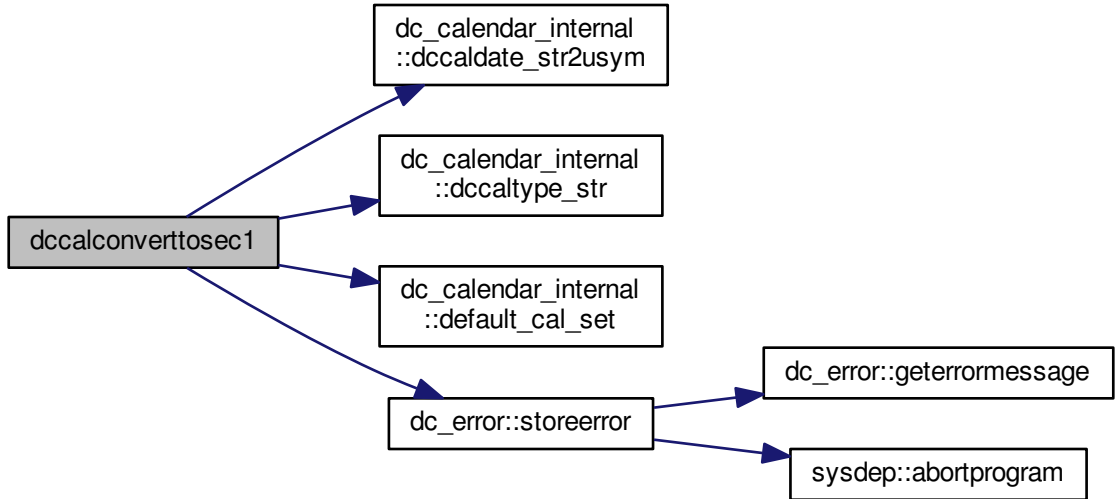 dc_calendar_internal
::dccaldate_str2usym
dc_calendar_internal
::dccaltype_str
dccalconverttosec1
dc_calendar_internal
::default_cal_set
dc_error::geterrormessage
dc_error::storeerror
sysdep::abortprogram